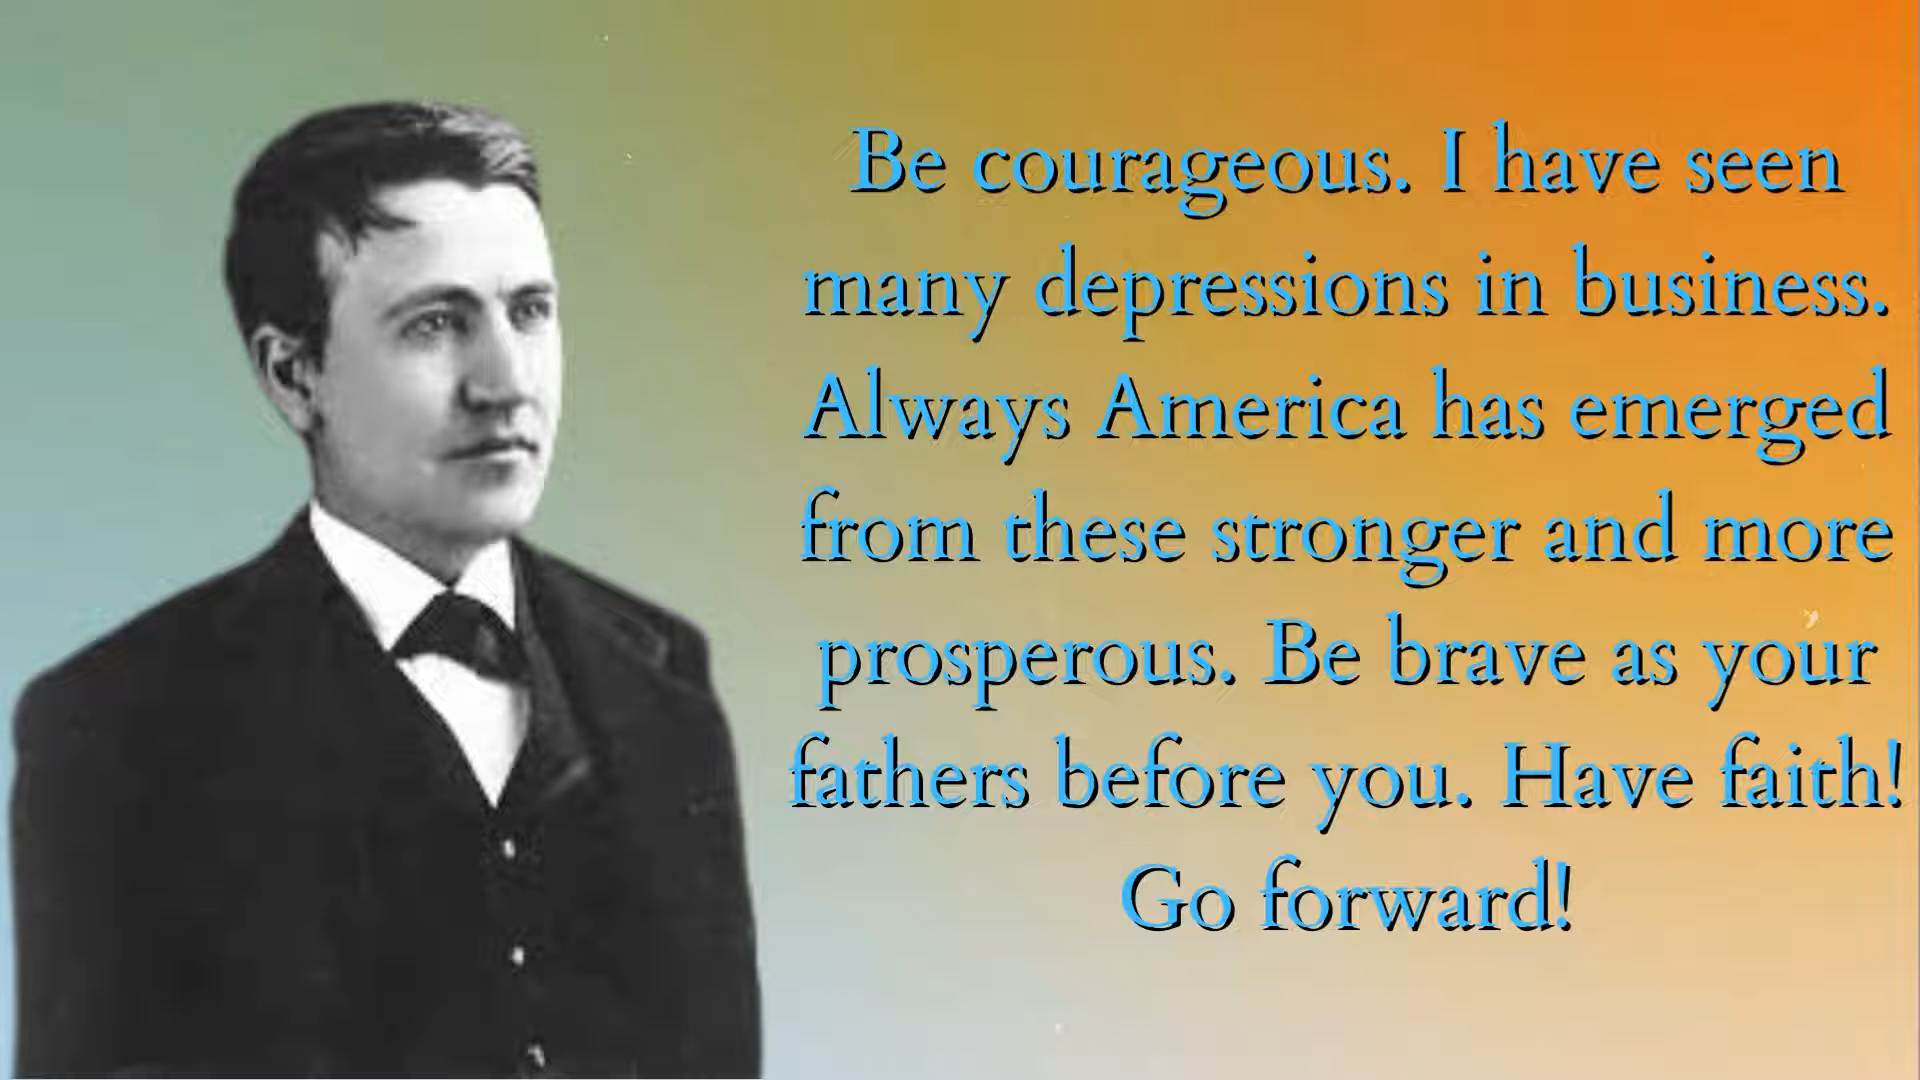 Be courageous. I have seen
many depressions in business.
Always America has emerged
from these stronger and more
prosperous. Be brave as your
fathers before you. Have faith!
Go forward!